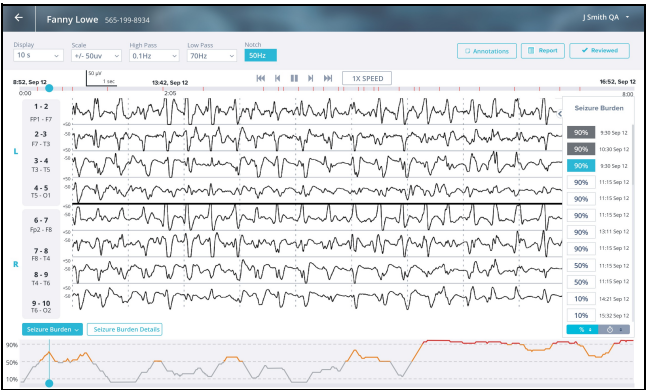 ← Fanny Lowe 565-199-8934 J Smith QA
Display Scale High Pass Low Pass Notch
10 s +/- 50uv 0.1Hz 70Hz 50Hz Annotations Report Reviewed
50 µV
1 sec
8:52, Sep 12 13:42, Sep 12 1X SPEED 16:52, Sep 12
0:00 2:05 8:00
L
1 - 2
FP1 - F7
2 -3
F7 - T3
3 - 4
T3 - T5
4 - 5
T5 - O1
R
6 - 7
Fp2 - F8
7 - 8
F8 - T4
8 - 9
T4 - T6
9 - 10
T6 - O2
Seizure Burden
90% 9:30 Sep 12
90% 10:30 Sep 12
90% 9:30 Sep 12
90% 11:15 Sep 12
90% 11:15 Sep 12
90% 11:15 Sep 12
90% 13:11 Sep 12
90% 11:15 Sep 12
50% 11:15 Sep 12
50% 11:15 Sep 12
10% 14:21 Sep 12
10% 15:32 Sep 12
%
Seizure Burden Seizure Burden Details
90%
50%
10%